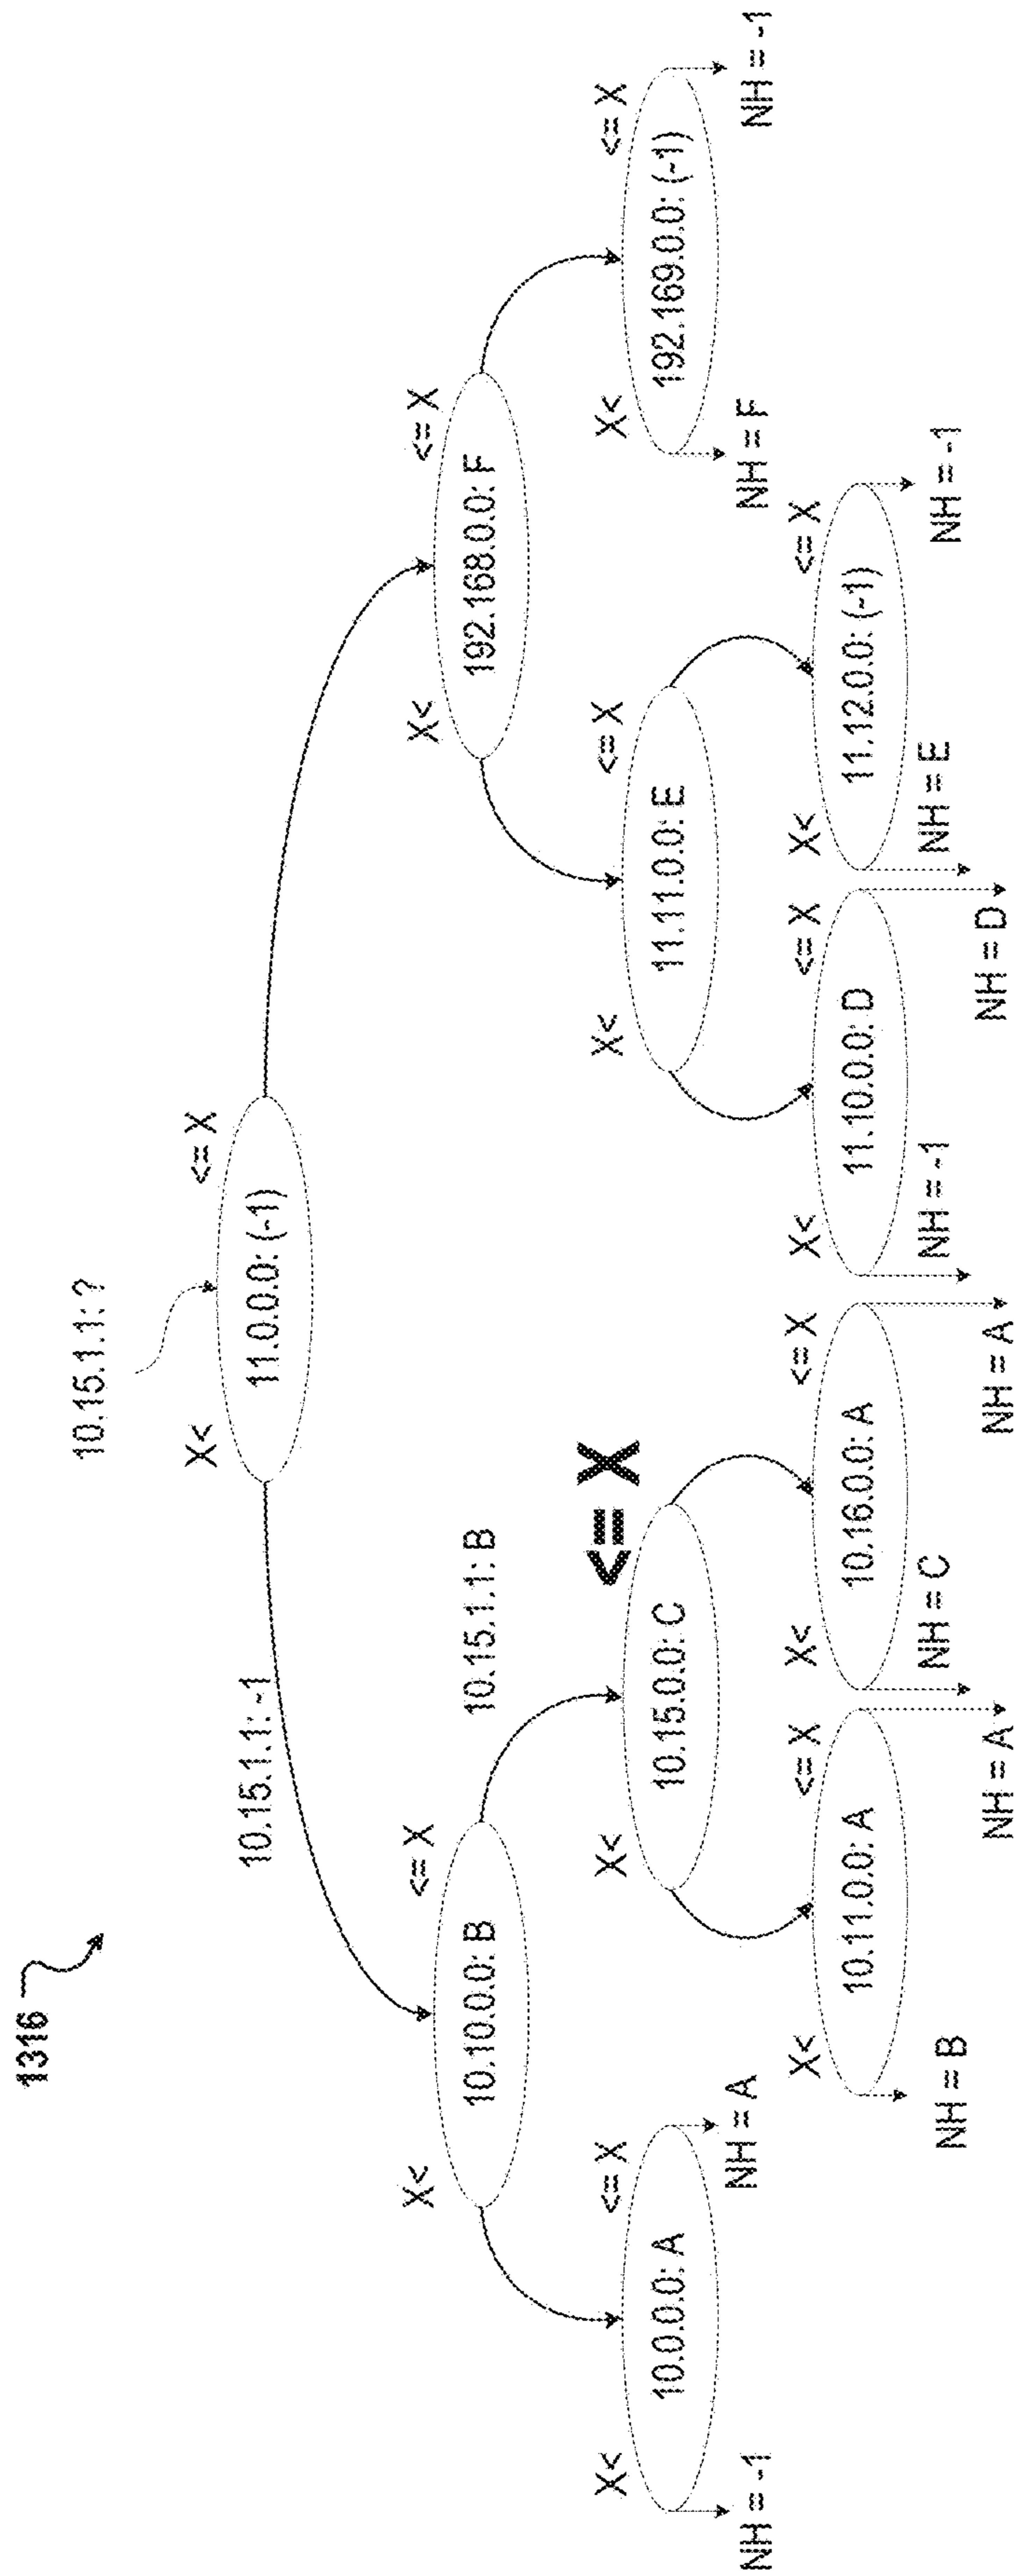 1316
10.15.1.1: ?
X<
<= X
11.0.0.0: (-1)
10.15.1.1: -1
X<
<= X
10.10.0.0: B
10.15.1.1: B
X<
<= X
192.168.0.0: F
X<
<= X
10.0.0.0: A
NH = -1
NH = A
X<
<= X
10.15.0.0: C
X<
<= X
11.11.0.0: E
X<
<= X
192.169.0.0: (-1)
NH = F
NH = -1
X<
<= X
10.11.0.0: A
NH = B
NH = A
X<
<= X
10.16.0.0: A
NH = C
NH = A
X<
<= X
11.10.0.0: D
NH = -1
NH = D
X<
<= X
11.12.0.0: (-1)
NH = E
NH = -1